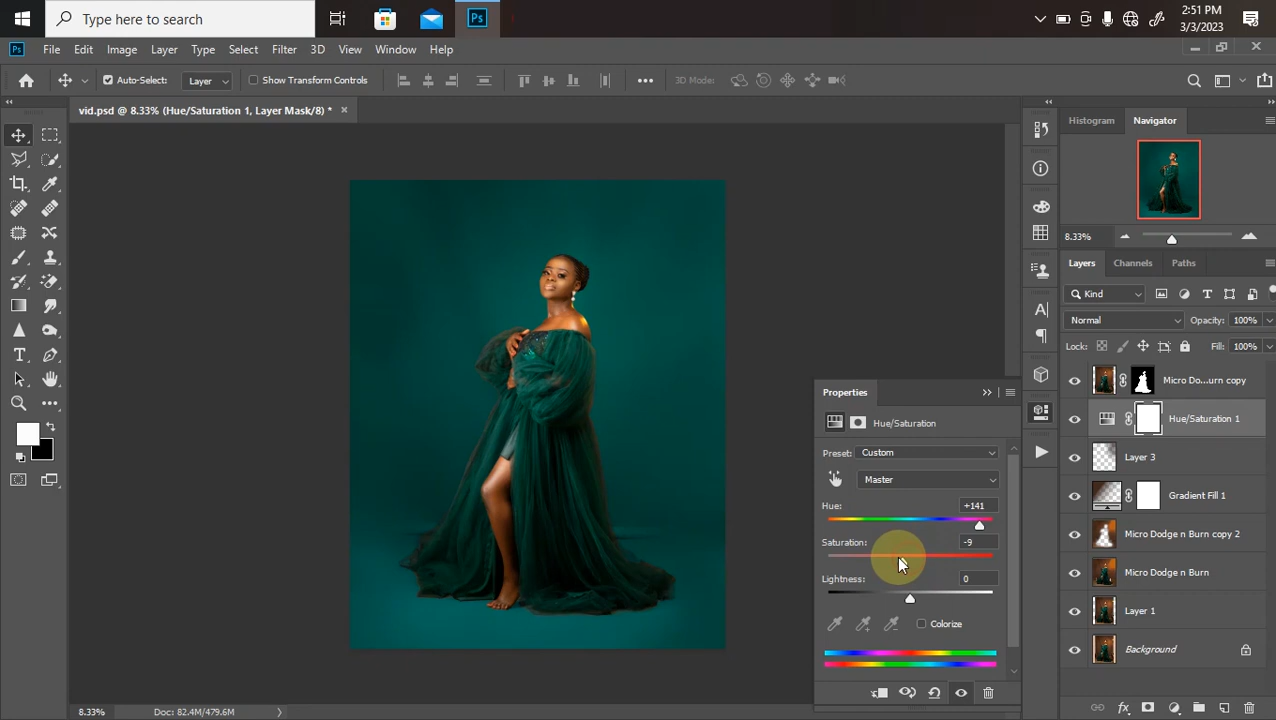 Type here to search
Ps
2:51 PM
3/3/2023
Ps File Edit Image Layer Type Select Filter 3D View Window Help
Auto-Select: Layer Show Transform Controls 3D Mode:
vid.psd @ 8.33% (Hue/Saturation 1, Layer Mask/8) *
Histogram Navigator
8.33%
Layers Channels Paths
Kind
Normal Opacity: 100%
Lock: Fill: 100%
Micro Do...urn copy
Hue/Saturation 1
Layer 3
Gradient Fill 1
Micro Dodge n Burn copy 2
Micro Dodge n Burn
Layer 1
Background
Properties
Hue/Saturation
Preset: Custom
Master
Hue: +141
Saturation: -9
Lightness: 0
Colorize
8.33% Doc: 82.4M/479.6M